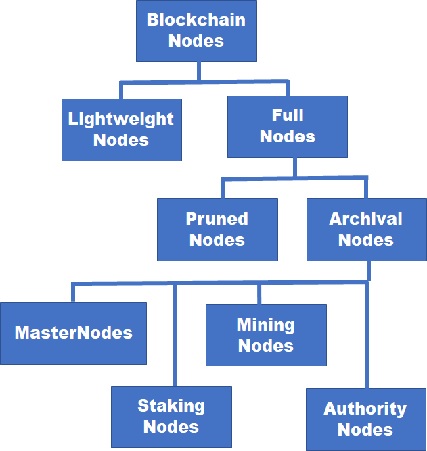 Blockchain
Nodes
Lightweight
Nodes
Full
Nodes
Pruned
Nodes
Archival
Nodes
MasterNodes
Mining
Nodes
Staking
Nodes
Authority
Nodes